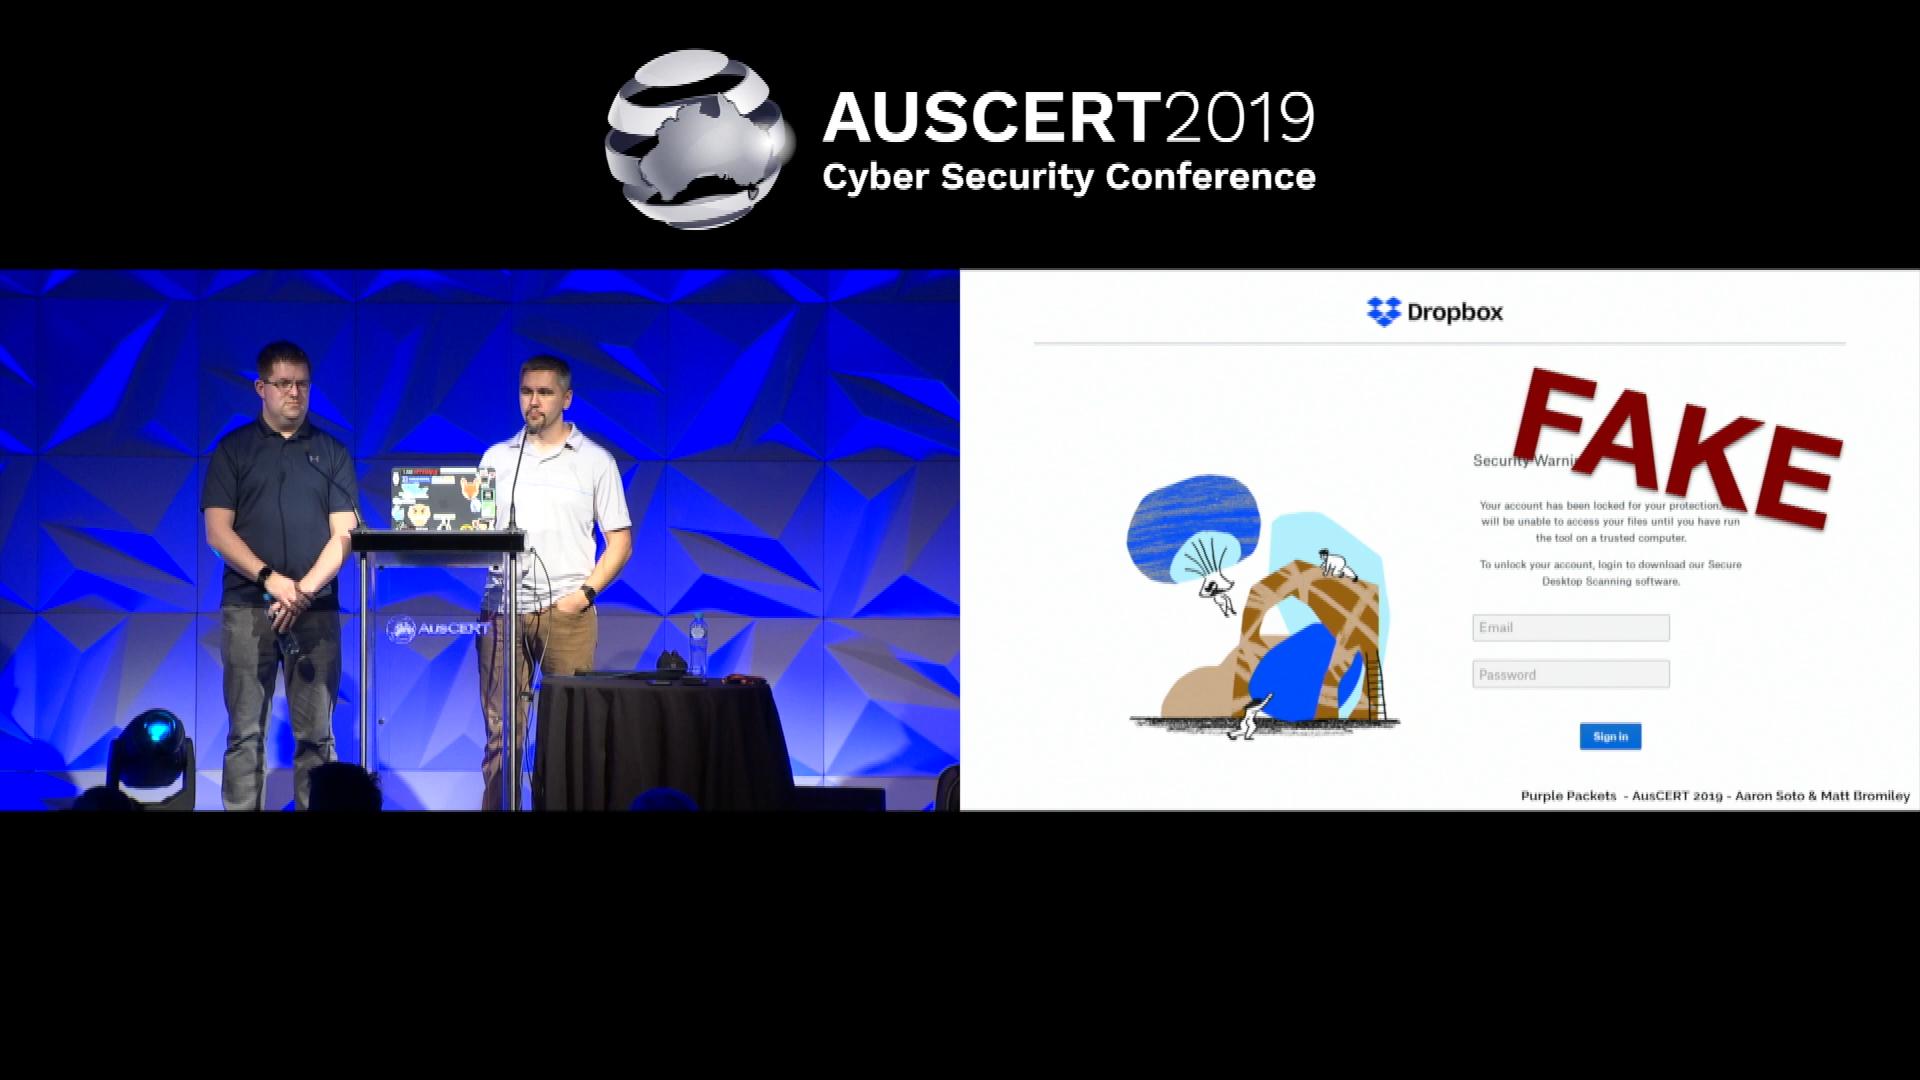 AUSCERT2019
Cyber Security Conference
AUSCERT
Dropbox
FAKE
Security Warnin
Your account has been locked for your protection.
will be unable to access your files until you have run
the tool on a trusted computer.
To unlock your account, login to download our Secure
Desktop Scanning software.
Email
Password
Sign in
Purple Packets - AusCERT 2019 - Aaron Soto & Matt Bromiley